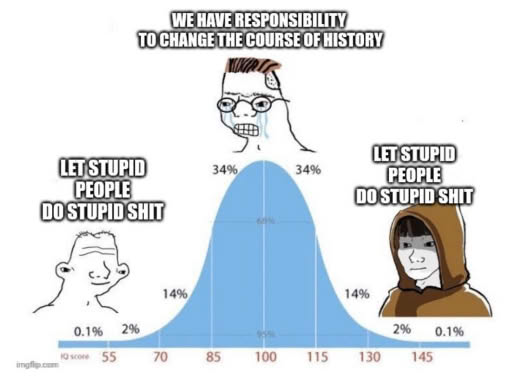 WE HAVE RESPONSIBILITY
TO CHANGE THE COURSE OF HISTORY
LET STUPID
PEOPLE
DO STUPID SHIT
LET STUPID
PEOPLE
DO STUPID SHIT
34% 34%
68%
14% 14%
0.1% 2% 95% 2% 0.1%
IQ score 55 70 85 100 115 130 145
imgflip.com